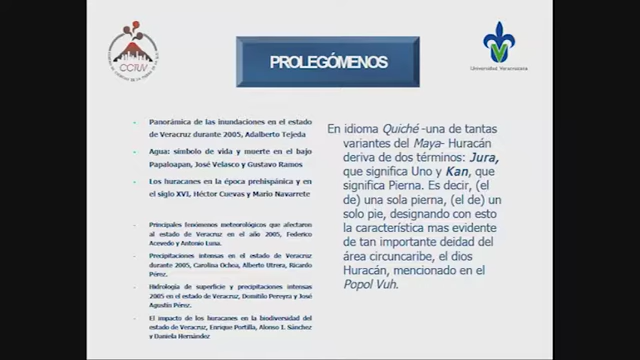 PROLEGÓMENOS
CCTUV
Universidad Veracruzana
- Panorámica de las inundaciones en el estado
de Veracruz durante 2005, Adalberto Tejeda
- Agua: símbolo de vida y muerte en el bajo
Papaloapan, José Velasco y Gustavo Ramos
- Los huracanes en la época prehispánica y en
el siglo XVI, Héctor Cuevas y Mario Navarrete
- Principales fenómenos meteorológicos que afectaron
al estado de Veracruz en el año 2005, Federico
Acevedo y Antonio Luna.
- Precipitaciones intensas en el estado de Veracruz
durante 2005, Carolina Ochoa, Alberto Utrera, Ricardo
Pérez.
- Hidrología de superficie y precipitaciones intensas
2005 en el estado de Veracruz, Domitilo Pereyra y José
Agustín Pérez.
- El impacto de los huracanes en la biodiversidad del
estado de Veracruz, Enrique Portilla, Alonso I. Sánchez
y Daniela Hernández
En idioma Quiché -una de tantas
variantes del Maya- Huracán
deriva de dos términos: Jura,
que significa Uno y Kan, que
significa Pierna. Es decir, (el
de) una sola pierna, (el de) un
solo pie, designando con esto
la característica mas evidente
de tan importante deidad del
área circuncaribe, el dios
Huracán, mencionado en el
Popol Vuh.